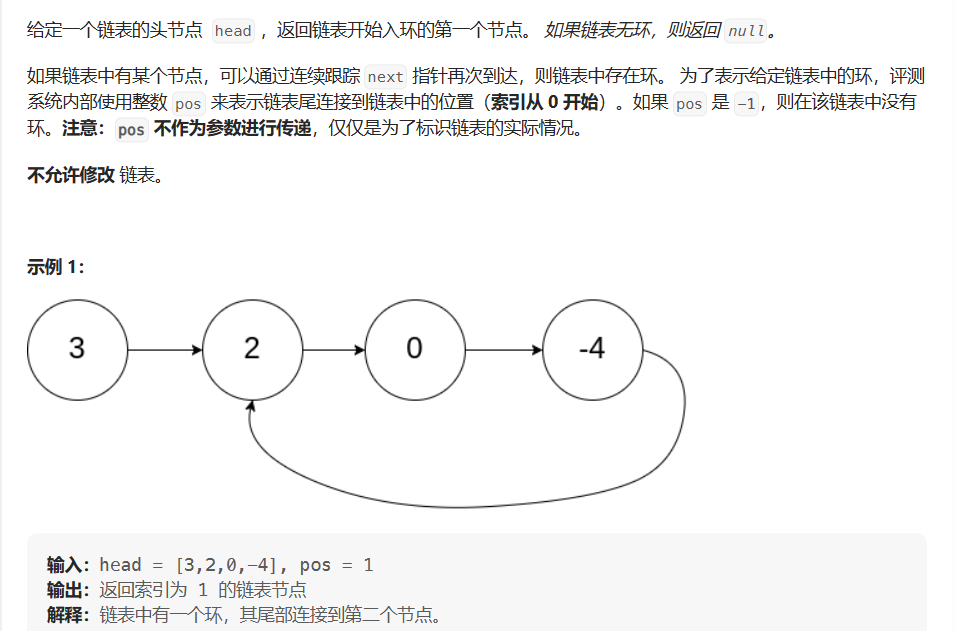 给定一个链表的头节点 head ，返回链表开始入环的第一个节点。 如果链表无环，则返回 null。
如果链表中有某个节点，可以通过连续跟踪 next 指针再次到达，则链表中存在环。 为了表示给定链表中的环，评测
系统内部使用整数 pos 来表示链表尾连接到链表中的位置（索引从 0 开始）。如果 pos 是 -1，则在该链表中没有
环。注意：pos 不作为参数进行传递，仅仅是为了标识链表的实际情况。
不允许修改 链表。
示例 1：
3 2 0 -4
输入：head = [3,2,0,-4], pos = 1
输出：返回索引为 1 的链表节点
解释：链表中有一个环，其尾部连接到第二个节点。